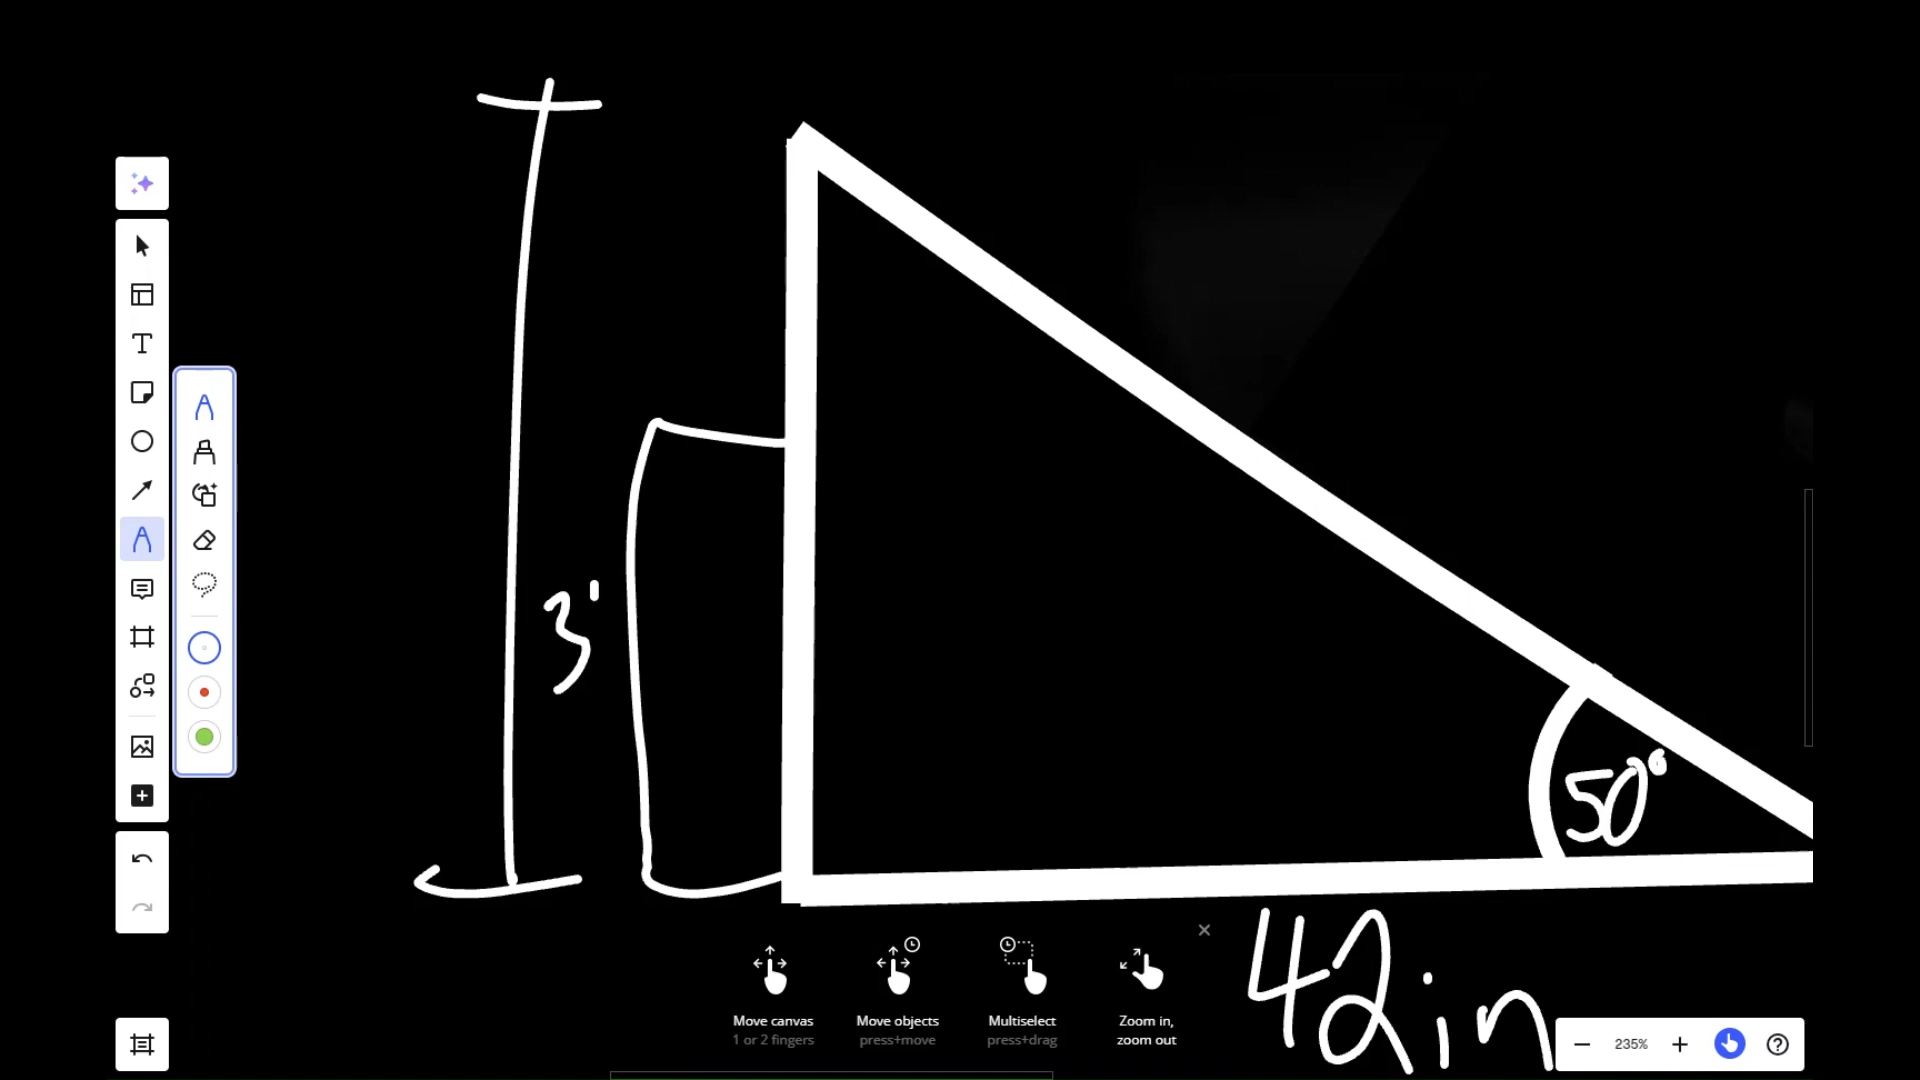 3'
50°
42in
Move canvas
1 or 2 fingers
Move objects
press+move
Multiselect
press+drag
Zoom in,
zoom out
235%